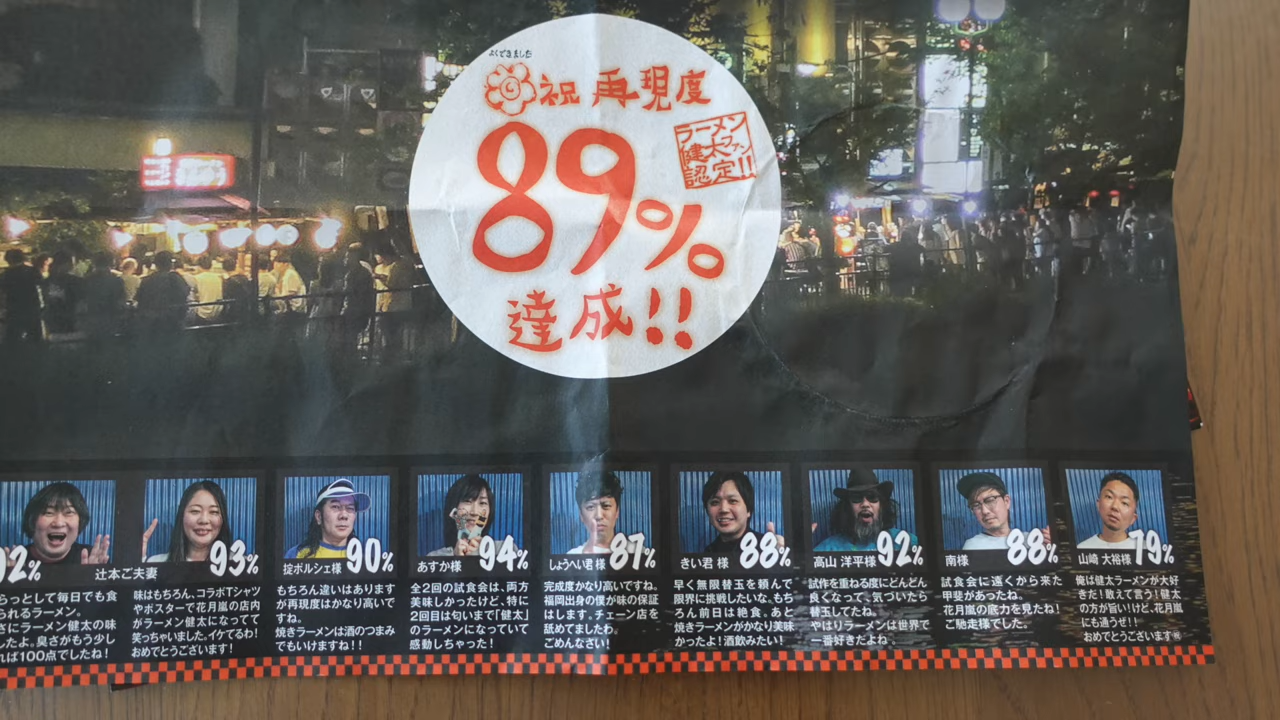 よくできました
祝 再現度
89%
ラーメン
健太ファン
認定!!
達成!!
92%
辻本ご夫妻
93%
らっとして毎日でも食
られるラーメン。
さにラーメン健太の味
したよ。臭さがもう少し
れば100点でしたね!
味はもちろん、コラボTシャツ
やポスターで花月嵐の店内
がラーメン健太になってて
笑っちゃいました。イケてるわ!
おめでとうございます!
掟ポルシェ様 90%
もちろん違いはあります
が再現度はかなり高いで
すね。
焼きラーメンは酒のつまみ
でもいけますね!!
あすか様 94%
全2回の試食会は、両方
美味しかったけど、特に
2回目は匂いまで「健太」
のラーメンになっていて
感動しちゃった!
しょうへい君様 87%
完成度かなり高いですね。
福岡出身の僕が味の保証
はします。チェーン店を
舐めてましたわ。
ごめんなさい!
きい君様 88%
早く無限替玉を頼んで
限界に挑戦したいな。もち
ろん前日は絶食。あと
焼きラーメンがかなり美味
かったよ!酒飲みたい!
高山 洋平様 92%
試作を重ねる度にどんどん
良くなって、気づいたら
替玉してたね。
やはりラーメンは世界で
一番好きだよね。
南様 88%
試食会に遠くから来た
甲斐があったね。
花月嵐の底力を見たね!
ご馳走様でした。
山崎 大裕様 79%
俺は健太ラーメンが大好
きだ!敢えて言う!健太
の方が旨い!けど、花月嵐
にも通うぜ!!
おめでとうございます